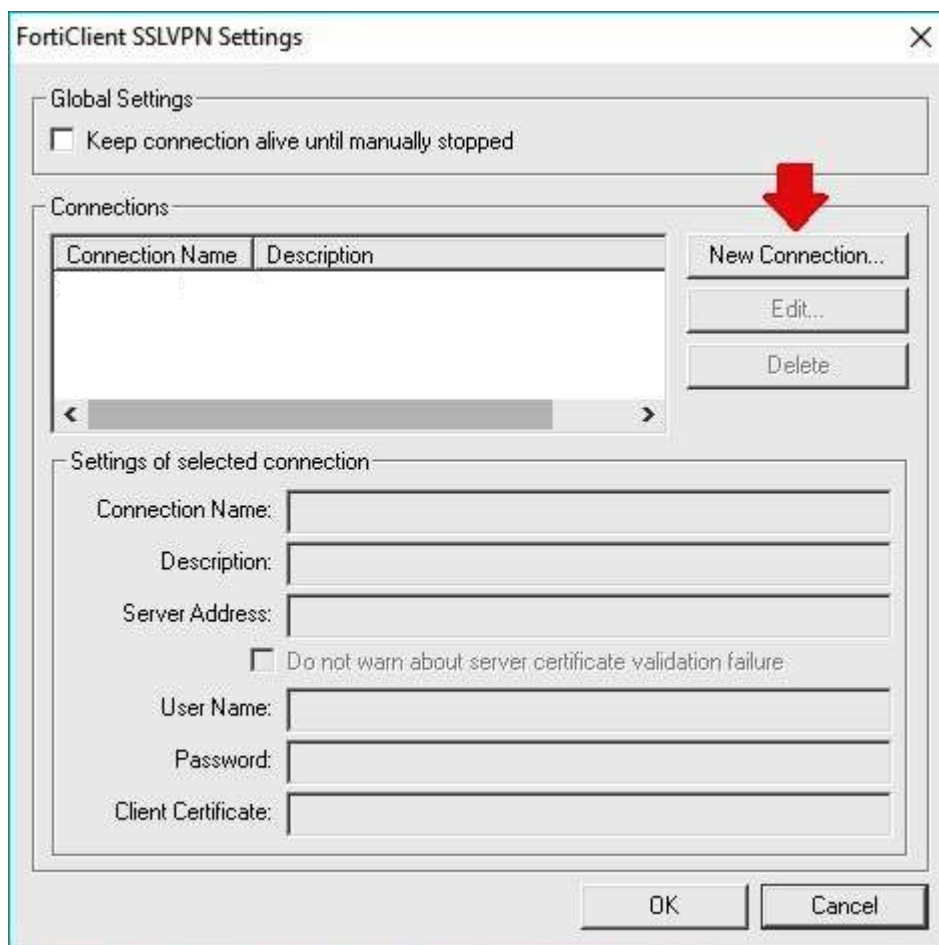 FortiClient SSLVPN Settings
Global Settings
Keep connection alive until manually stopped
Connections
Connection Name Description
New Connection...
Edit...
Delete
Settings of selected connection
Connection Name:
Description:
Server Address:
Do not warn about server certificate validation failure
User Name:
Password:
Client Certificate:
OK Cancel